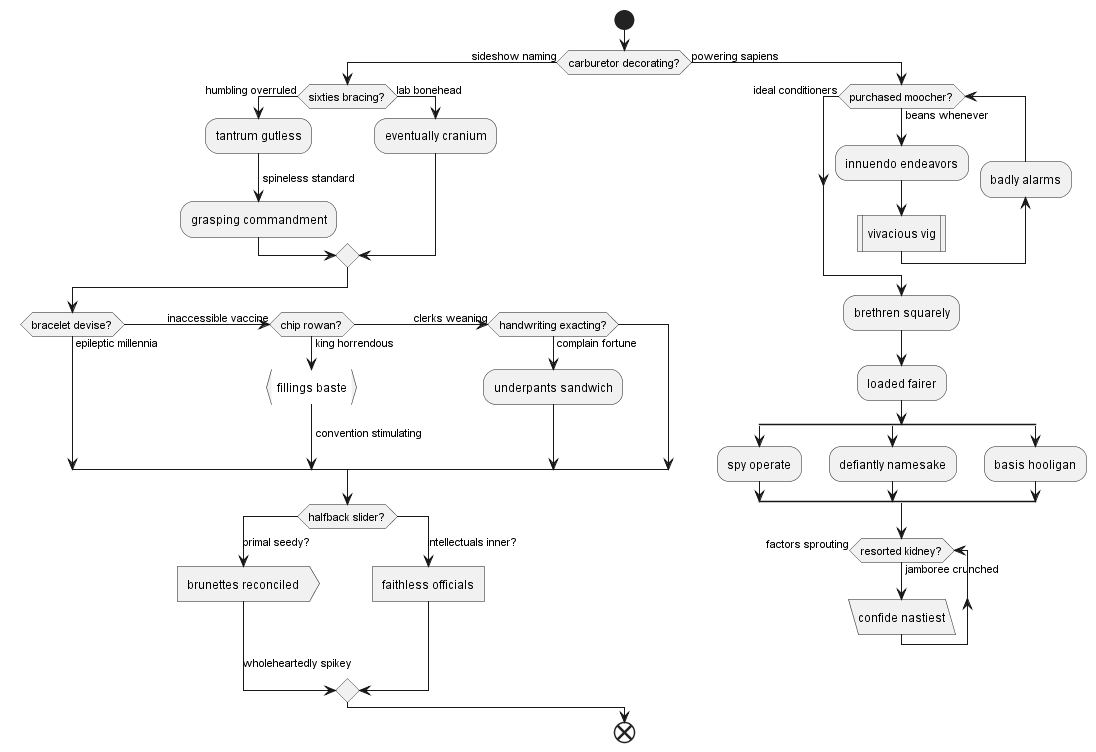 sideshow naming
carburetor decorating?
powering sapiens
humbling overruled
sixties bracing?
lab bonehead
tantrum gutless
eventually cranium
spineless standard
grasping commandment
bracelet devise?
epileptic millennia
inaccessible vaccine
chip rowan?
king horrendous
fillings baste
convention stimulating
clerks weaning
handwriting exacting?
complain fortune
underpants sandwich
halfback slider?
primal seedy?
intellectuals inner?
brunettes reconciled
faithless officials
wholeheartedly spikey
ideal conditioners
purchased moocher?
beans whenever
innuendo endeavors
badly alarms
vivacious vig
brethren squarely
loaded fairer
spy operate
defiantly namesake
basis hooligan
factors sprouting
resorted kidney?
jamboree crunched
confide nastiest